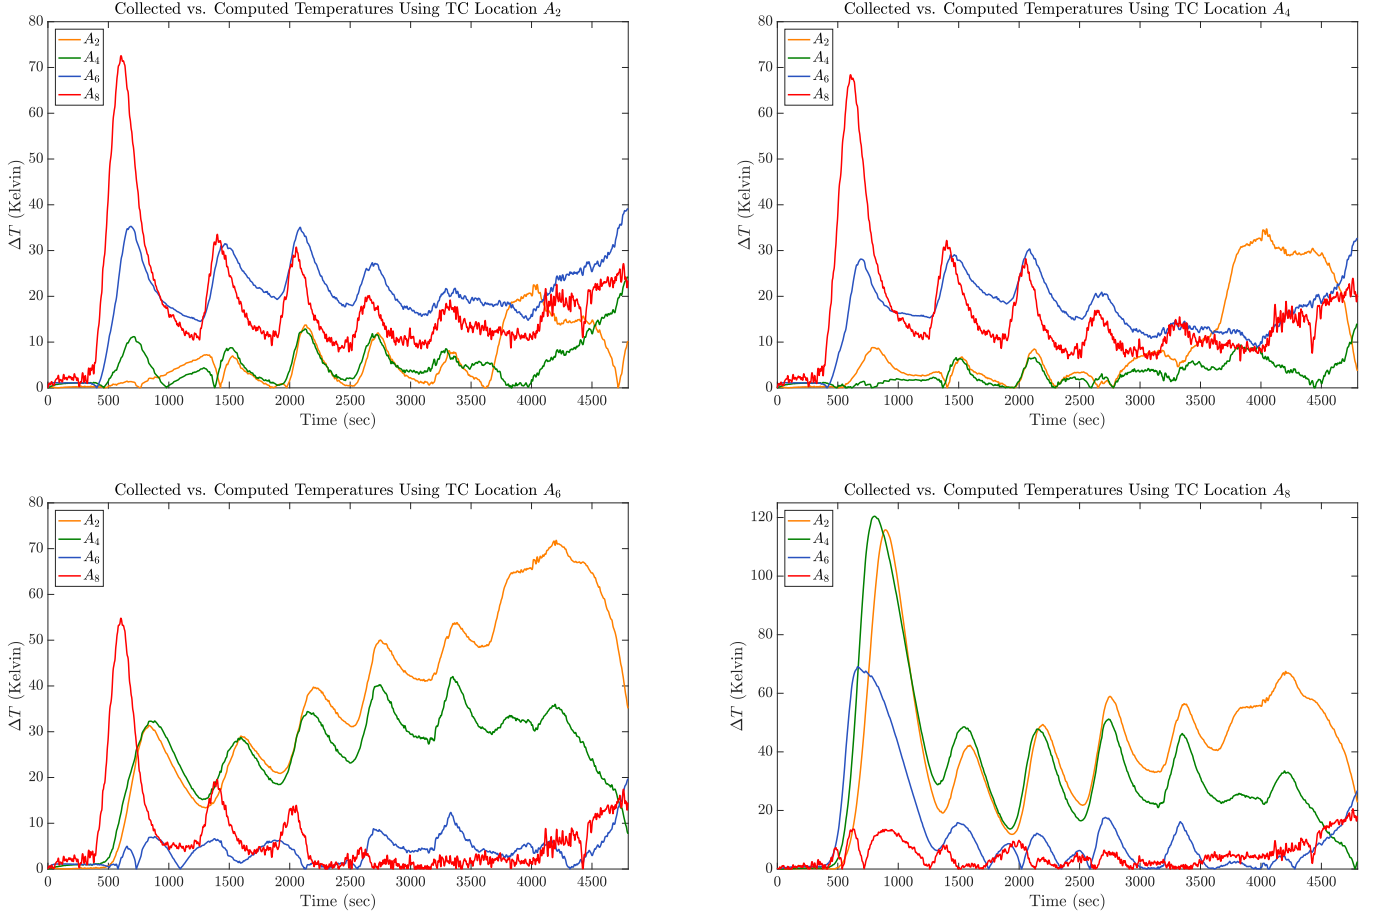 Collected vs. Computed Temperatures Using TC Location A₂
80
70
60
50
40
30
20
10
0
ΔT (Kelvin)
A₂
A₄
A₆
A₈
0 500 1000 1500 2000 2500 3000 3500 4000 4500
Time (sec)
Collected vs. Computed Temperatures Using TC Location A₄
80
70
60
50
40
30
20
10
0
ΔT (Kelvin)
A₂
A₄
A₆
A₈
0 500 1000 1500 2000 2500 3000 3500 4000 4500
Time (sec)
Collected vs. Computed Temperatures Using TC Location A₆
80
70
60
50
40
30
20
10
0
ΔT (Kelvin)
A₂
A₄
A₆
A₈
0 500 1000 1500 2000 2500 3000 3500 4000 4500
Time (sec)
Collected vs. Computed Temperatures Using TC Location A₈
120
100
80
60
40
20
0
ΔT (Kelvin)
A₂
A₄
A₆
A₈
0 500 1000 1500 2000 2500 3000 3500 4000 4500
Time (sec)